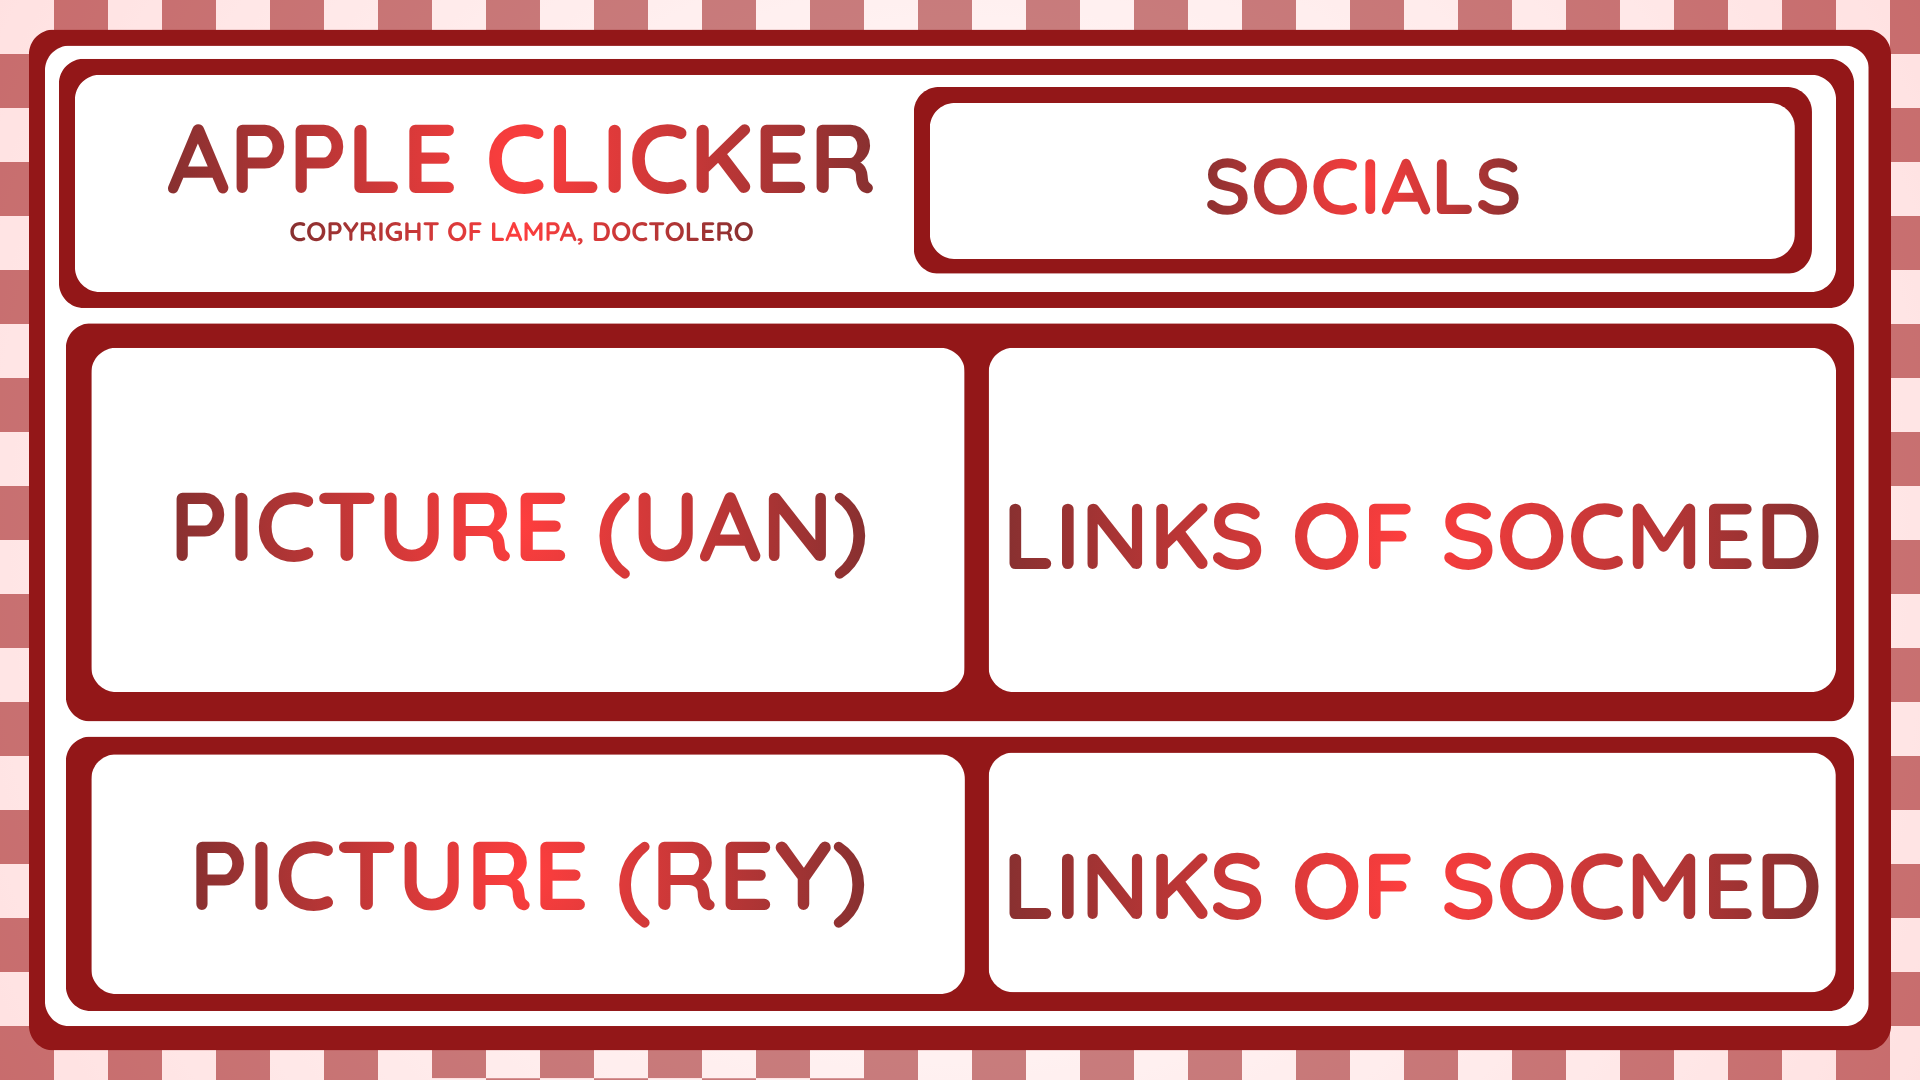 APPLE CLICKER
COPYRIGHT OF LAMPA, DOCTOLERO
SOCIALS
PICTURE (UAN)
LINKS OF SOCMED
PICTURE (REY)
LINKS OF SOCMED